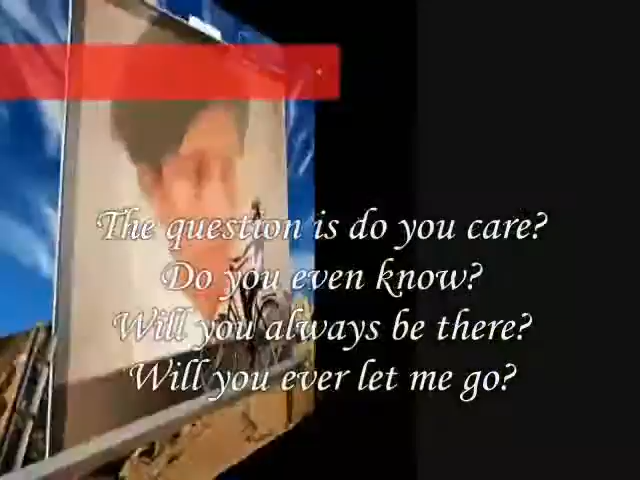 The question is do you care?
Do you even know?
Will you always be there?
Will you ever let me go?